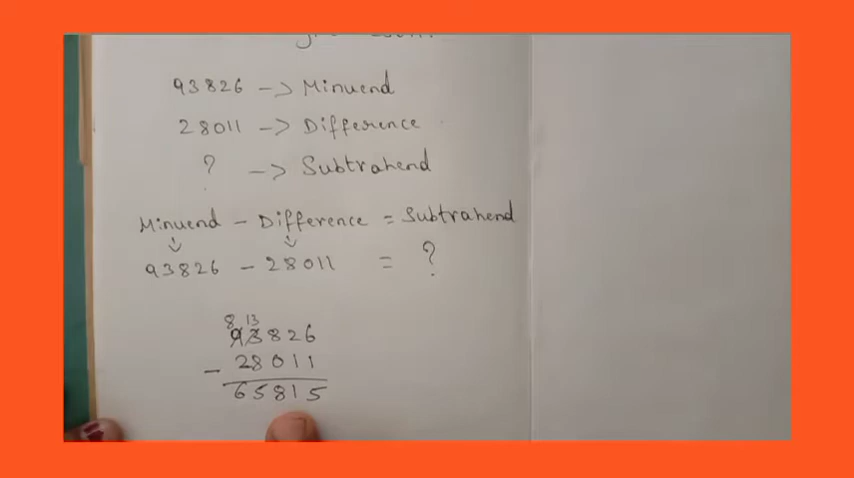 93826 -> Minuend
28011 -> Difference
? -> Subtrahend
Minuend - Difference = Subtrahend
93826 - 28011 = ?
8 13
93826
- 28011
65815